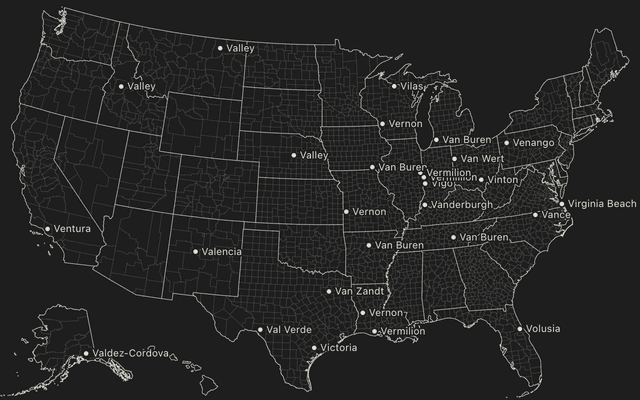 Valley
Valley
Vilas
Vernon
Van Buren
Venango
Valley
Van Wert
Van Buren
Vermilion
Vermillion
Vinton
Vigo
Virginia Beach
Vanderburgh
Vernon
Vance
Ventura
Van Buren
Van Buren
Valencia
Van Zandt
Vernon
Volusia
Val Verde
Vermilion
Victoria
Valdez-Cordova